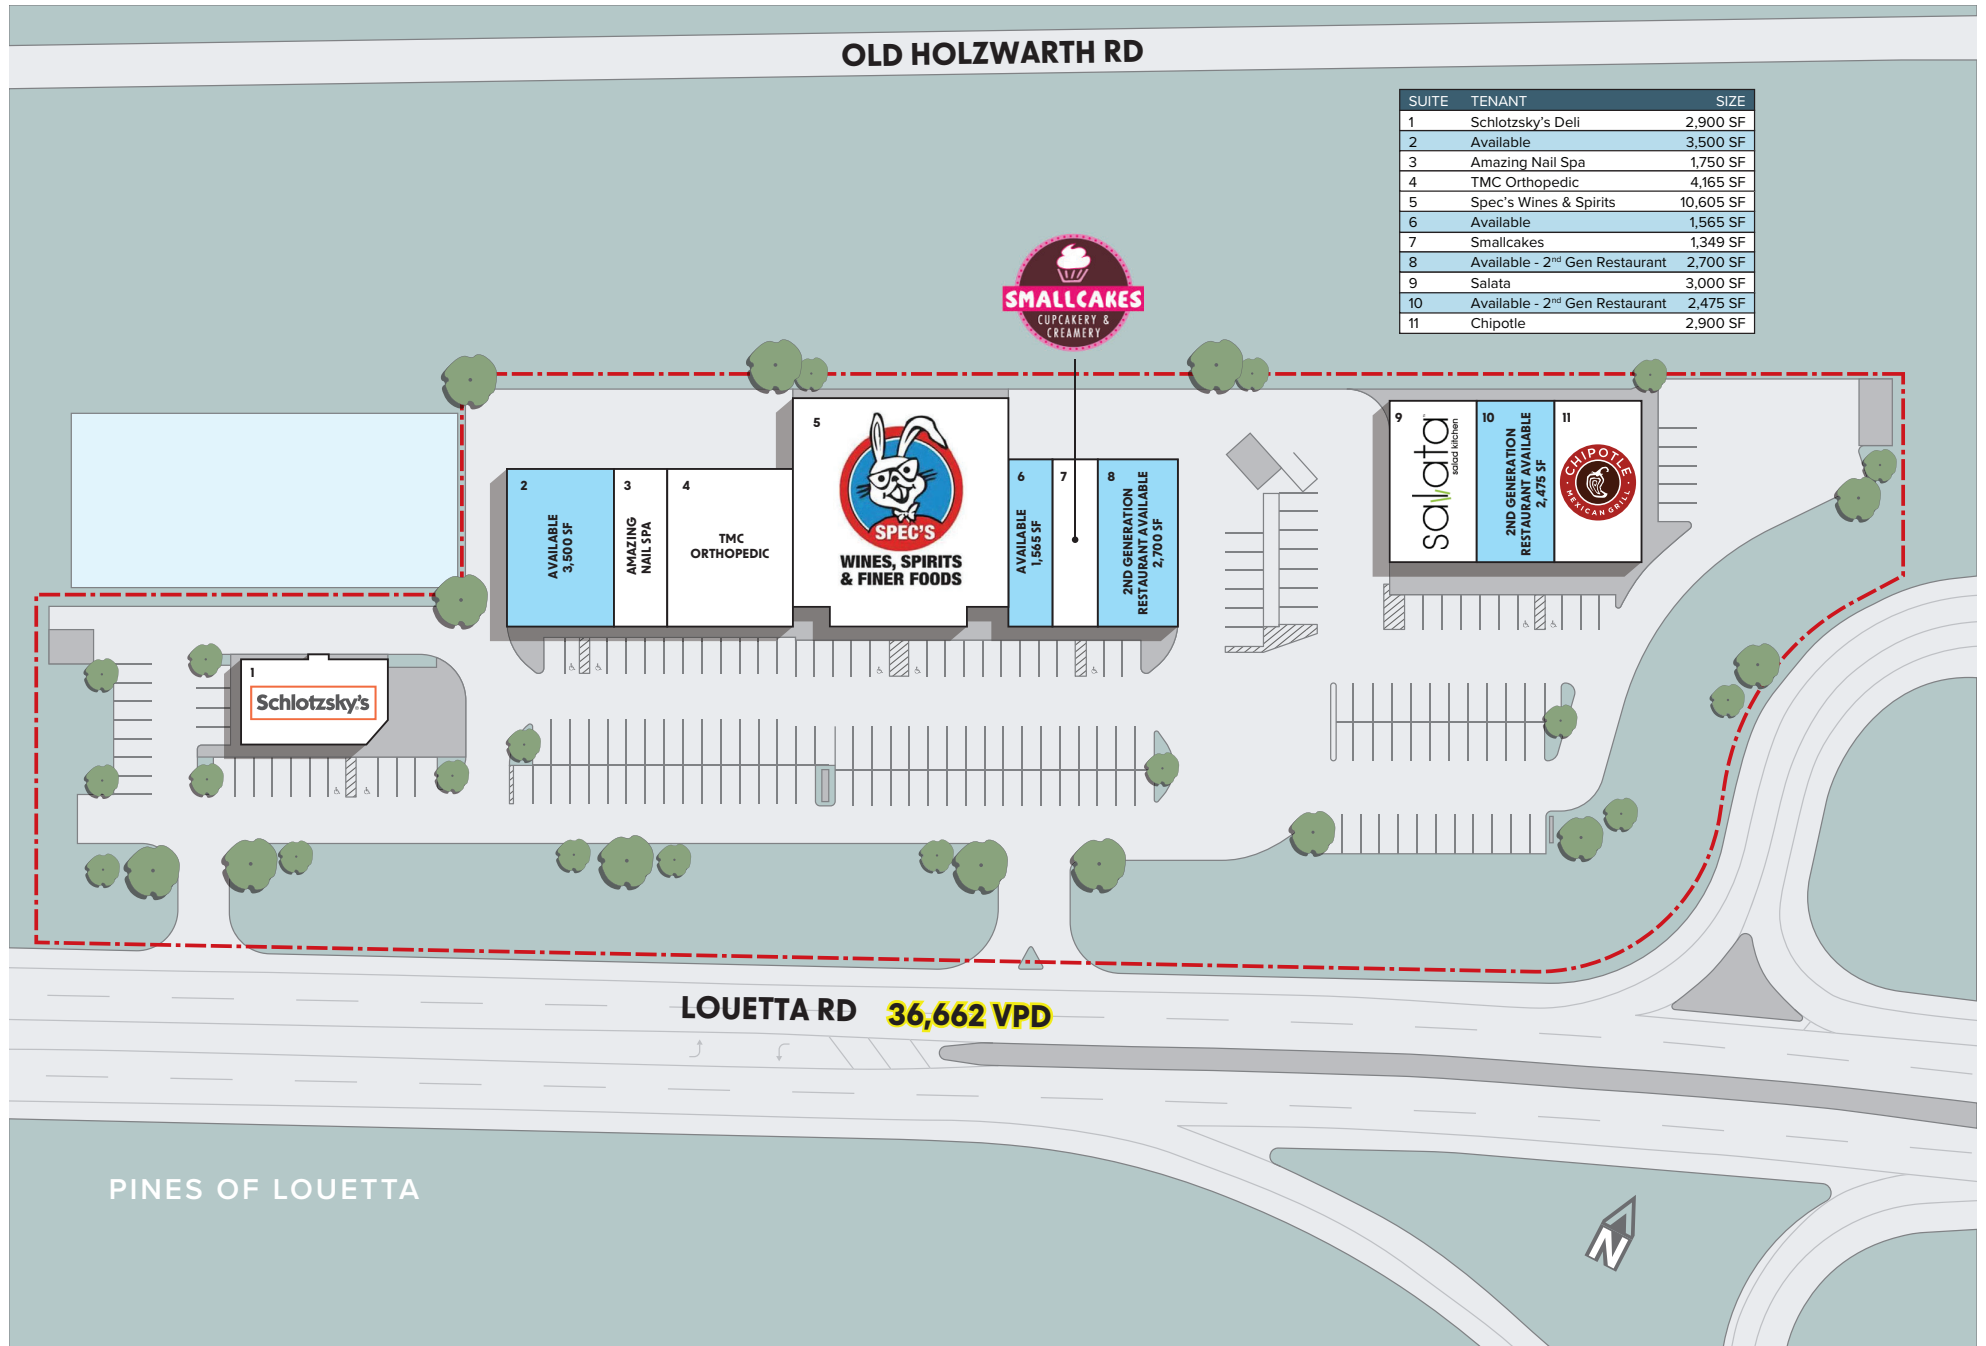 OLD HOLZWARTH RD
SUITE TENANT SIZE
1 Schlotzsky's Deli 2,900 SF
2 Available 3,500 SF
3 Amazing Nail Spa 1,750 SF
4 TMC Orthopedic 4,165 SF
5 Spec's Wines & Spirits 10,605 SF
6 Available 1,565 SF
7 Smallcakes 1,349 SF
8 Available - 2nd Gen Restaurant 2,700 SF
9 Salata 3,000 SF
10 Available - 2nd Gen Restaurant 2,475 SF
11 Chipotle 2,900 SF
SMALLCAKES
CUPCAKERY &
CREAMERY
1
Schlotzsky's
2
AVAILABLE
3,500 SF
3
AMAZING
NAIL SPA
4
TMC
ORTHOPEDIC
5
SPEC'S
WINES, SPIRITS
& FINER FOODS
6
AVAILABLE
1,565 SF
7
8
2ND GENERATION
RESTAURANT AVAILABLE
2,700 SF
9
salata
salad kitchen
10
2ND GENERATION
RESTAURANT AVAILABLE
2,475 SF
11
CHIPOTLE
MEXICAN GRILL
LOUETTA RD 36,662 VPD
PINES OF LOUETTA
N